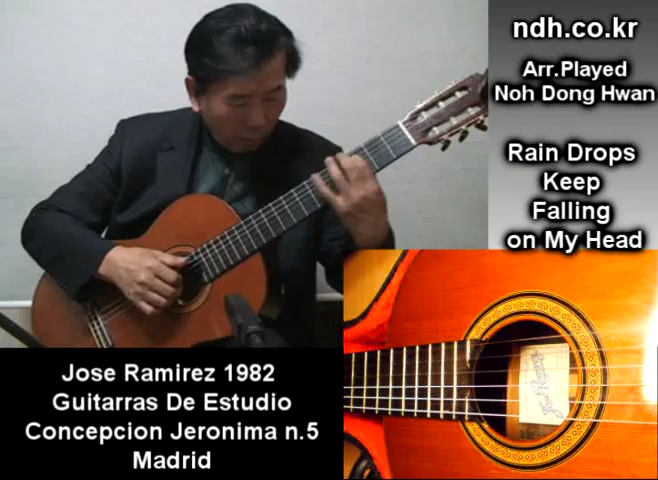 ndh.co.kr
Arr.Played
Noh Dong Hwan
Rain Drops
Keep
Falling
on My Head
Jose Ramirez 1982
Guitarras De Estudio
Concepcion Jeronima n.5
Madrid